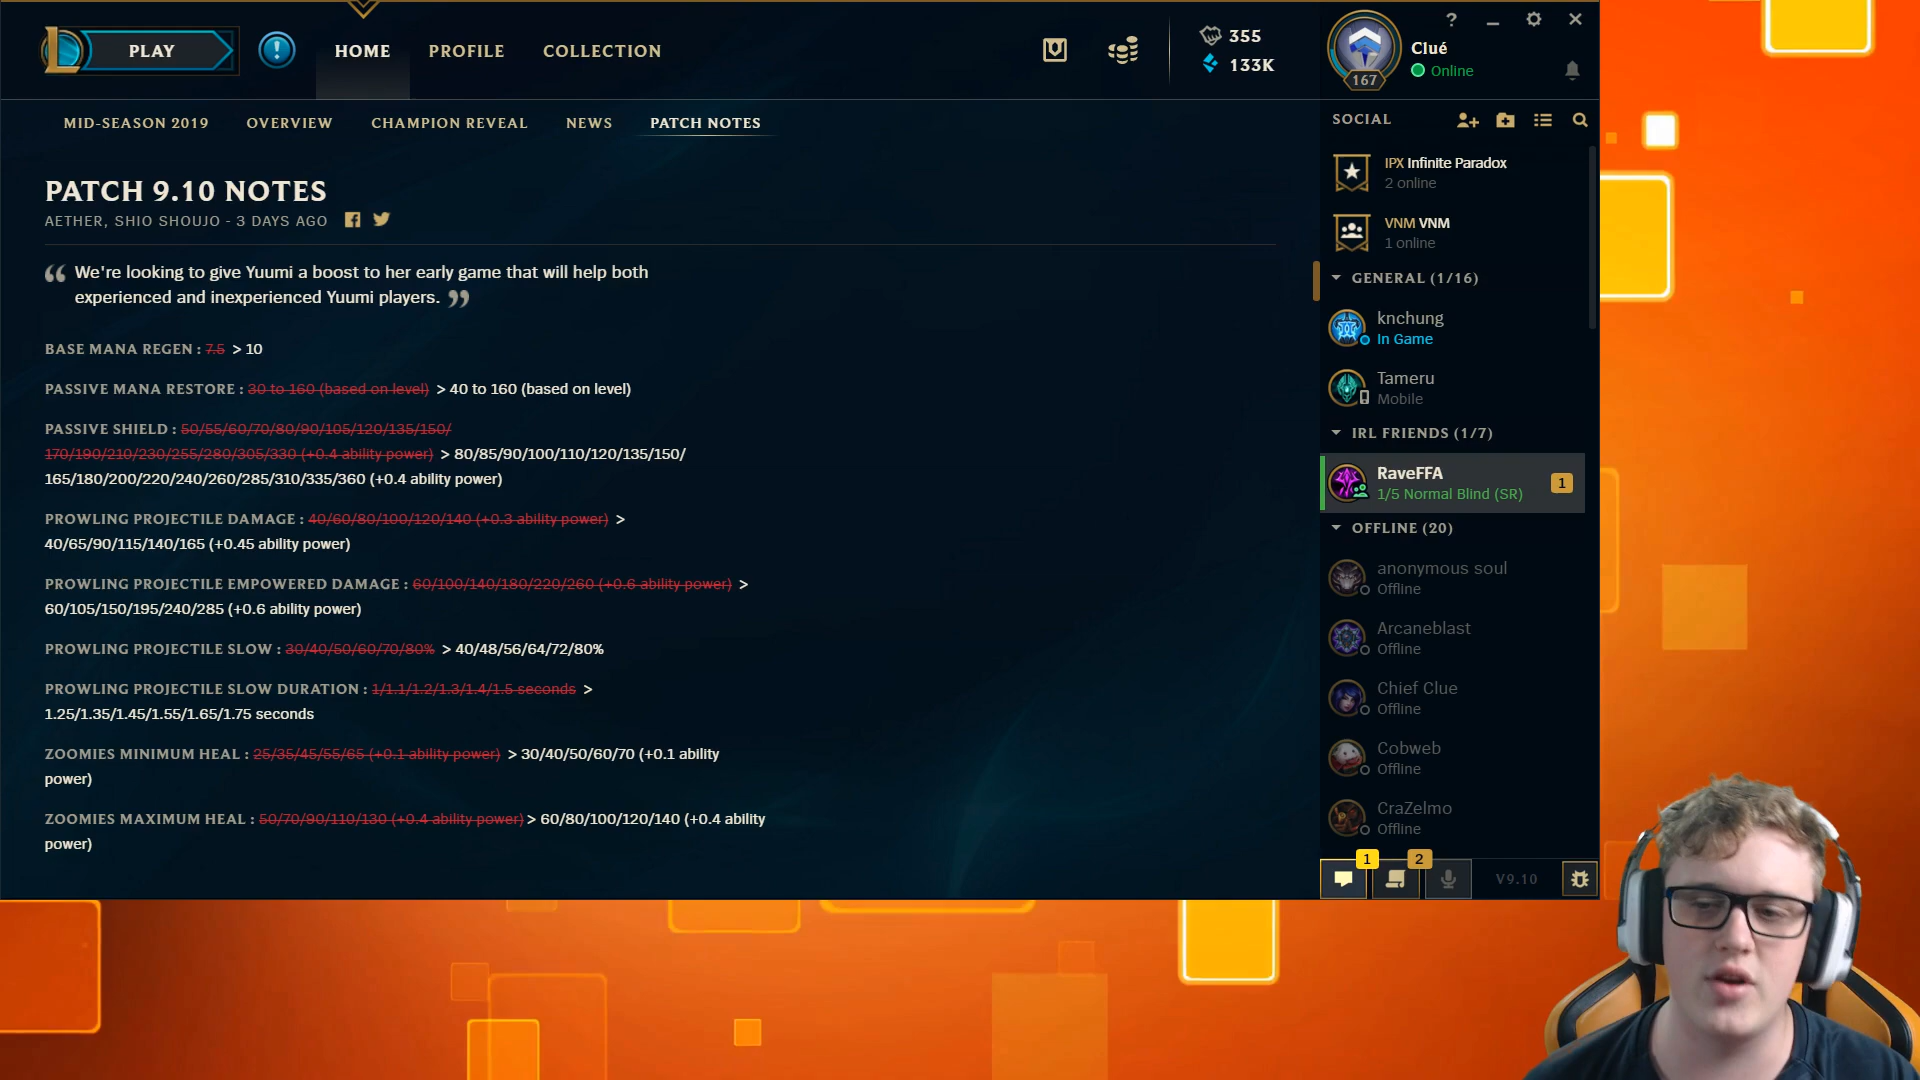 PLAY
HOME
PROFILE
COLLECTION
355
133K
167
Clué
Online
?
MID-SEASON 2019
OVERVIEW
CHAMPION REVEAL
NEWS
PATCH NOTES
PATCH 9.10 NOTES
AETHER, SHIO SHOUJO - 3 DAYS AGO
“ We're looking to give Yuumi a boost to her early game that will help both
experienced and inexperienced Yuumi players. ”
BASE MANA REGEN : 7.5 > 10
PASSIVE MANA RESTORE : 30 to 160 (based on level) > 40 to 160 (based on level)
PASSIVE SHIELD : 50/55/60/70/80/90/105/120/135/150/
170/190/210/230/255/280/305/330 (+0.4 ability power) > 80/85/90/100/110/120/135/150/
165/180/200/220/240/260/285/310/335/360 (+0.4 ability power)
PROWLING PROJECTILE DAMAGE : 40/60/80/100/120/140 (+0.3 ability power) >
40/65/90/115/140/165 (+0.45 ability power)
PROWLING PROJECTILE EMPOWERED DAMAGE : 60/100/140/180/220/260 (+0.6 ability power) >
60/105/150/195/240/285 (+0.6 ability power)
PROWLING PROJECTILE SLOW : 30/40/50/60/70/80% > 40/48/56/64/72/80%
PROWLING PROJECTILE SLOW DURATION : 1/1.1/1.2/1.3/1.4/1.5 seconds >
1.25/1.35/1.45/1.55/1.65/1.75 seconds
ZOOMIES MINIMUM HEAL : 25/35/45/55/65 (+0.1 ability power) > 30/40/50/60/70 (+0.1 ability
power)
ZOOMIES MAXIMUM HEAL : 50/70/90/110/130 (+0.4 ability power) > 60/80/100/120/140 (+0.4 ability
power)
SOCIAL
IPX Infinite Paradox
2 online
VNM VNM
1 online
GENERAL (1/16)
knchung
In Game
Tameru
Mobile
IRL FRIENDS (1/7)
RaveFFA
1/5 Normal Blind (SR)
1
OFFLINE (20)
anonymous soul
Offline
Arcaneblast
Offline
Chief Clue
Offline
Cobweb
Offline
CraZelmo
Offline
1
2
V9.10